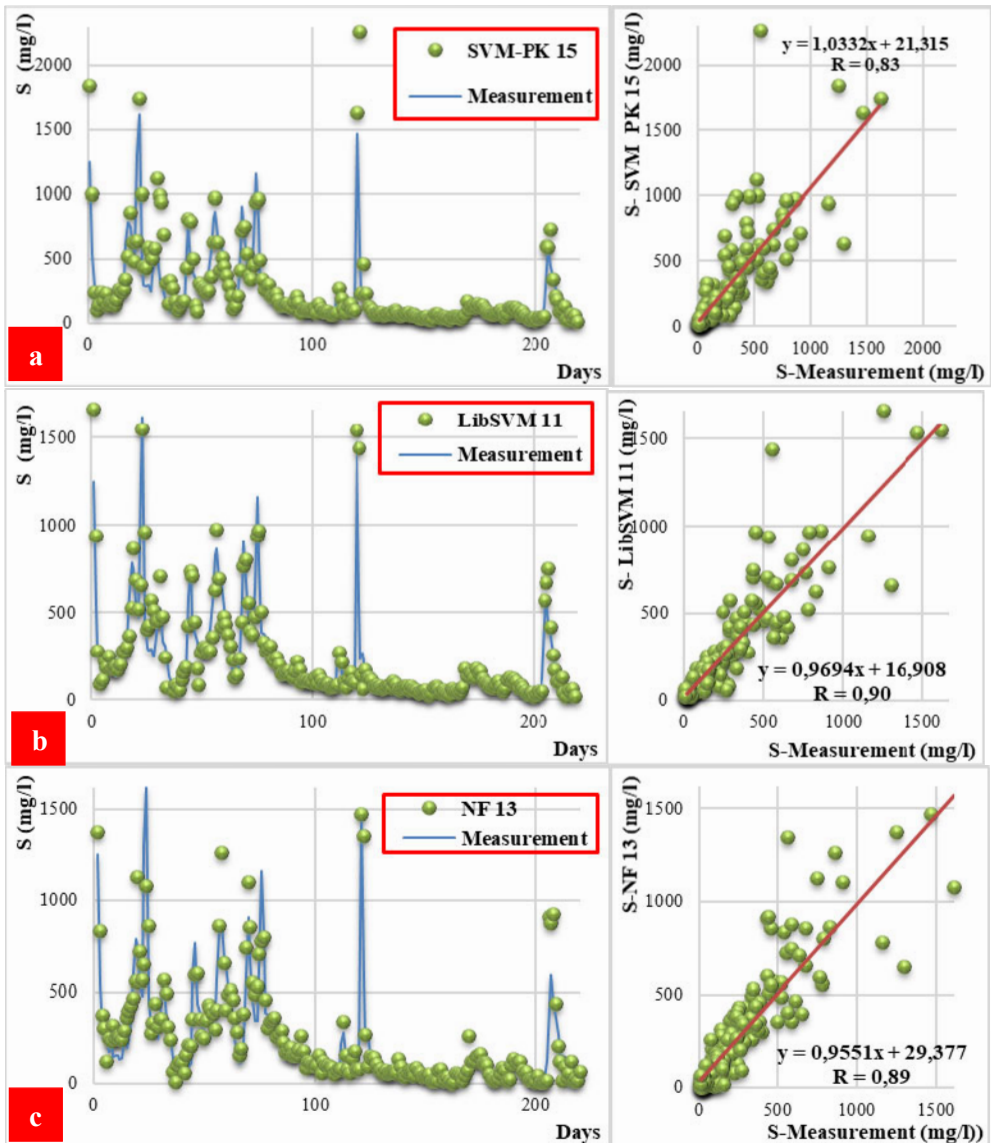 S (mg/l)
2000
1500
1000
500
0
0
100
200
Days
SVM-PK 15
Measurement
a
S- SVM PK 15 (mg/l)
2000
1500
1000
500
0
0
500
1000
1500
2000
S-Measurement (mg/l)
y = 1,0332x + 21,315
R = 0,83
S (mg/l)
1500
1000
500
0
0
100
200
Days
LibSVM 11
Measurement
b
S- LibSVM 11 (mg/l)
1500
1000
500
0
0
500
1000
1500
S-Measurement (mg/l)
y = 0,9694x + 16,908
R = 0,90
S (mg/l)
1500
1000
500
0
0
100
200
Days
NF 13
Measurement
c
S-NF 13 (mg/l)
1500
1000
500
0
0
500
1000
1500
S-Measurement (mg/l))
y = 0,9551x + 29,377
R = 0,89